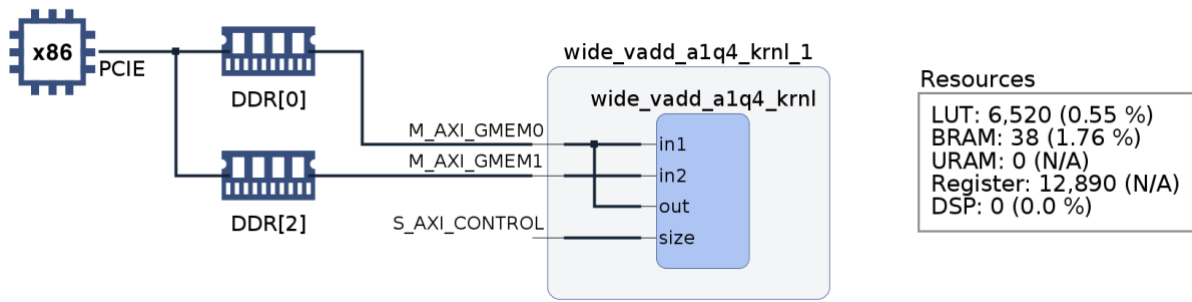 x86
PCIE
DDR[0]
DDR[2]
wide_vadd_a1q4_krnl_1
wide_vadd_a1q4_krnl
M_AXI_GMEM0
M_AXI_GMEM1
S_AXI_CONTROL
in1
in2
out
size
Resources
LUT: 6,520 (0.55 %)
BRAM: 38 (1.76 %)
URAM: 0 (N/A)
Register: 12,890 (N/A)
DSP: 0 (0.0 %)